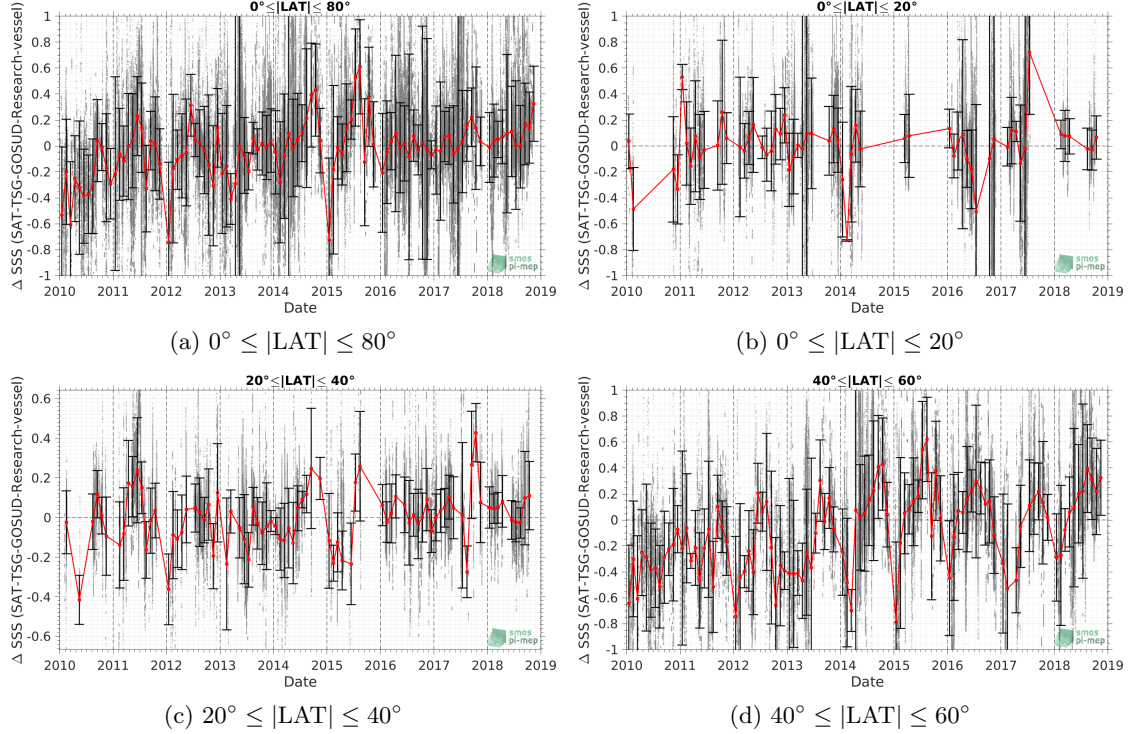 0°≤|LAT|≤ 80°
Δ SSS (SAT-TSG-GOSUD-Research-vessel)
1
0.8
0.6
0.4
0.2
0
-0.2
-0.4
-0.6
-0.8
-1
smos
pi-mep
2010 2011 2012 2013 2014 2015 2016 2017 2018 2019
Date
(a) 0° ≤ |LAT| ≤ 80°
0°≤|LAT|≤ 20°
Δ SSS (SAT-TSG-GOSUD-Research-vessel)
1
0.8
0.6
0.4
0.2
0
-0.2
-0.4
-0.6
-0.8
-1
smos
pi-mep
2010 2011 2012 2013 2014 2015 2016 2017 2018 2019
Date
(b) 0° ≤ |LAT| ≤ 20°
20°≤|LAT|≤ 40°
Δ SSS (SAT-TSG-GOSUD-Research-vessel)
0.6
0.4
0.2
0
-0.2
-0.4
-0.6
smos
pi-mep
2010 2011 2012 2013 2014 2015 2016 2017 2018 2019
Date
(c) 20° ≤ |LAT| ≤ 40°
40°≤|LAT|≤ 60°
Δ SSS (SAT-TSG-GOSUD-Research-vessel)
1
0.8
0.6
0.4
0.2
0
-0.2
-0.4
-0.6
-0.8
-1
smos
pi-mep
2010 2011 2012 2013 2014 2015 2016 2017 2018 2019
Date
(d) 40° ≤ |LAT| ≤ 60°